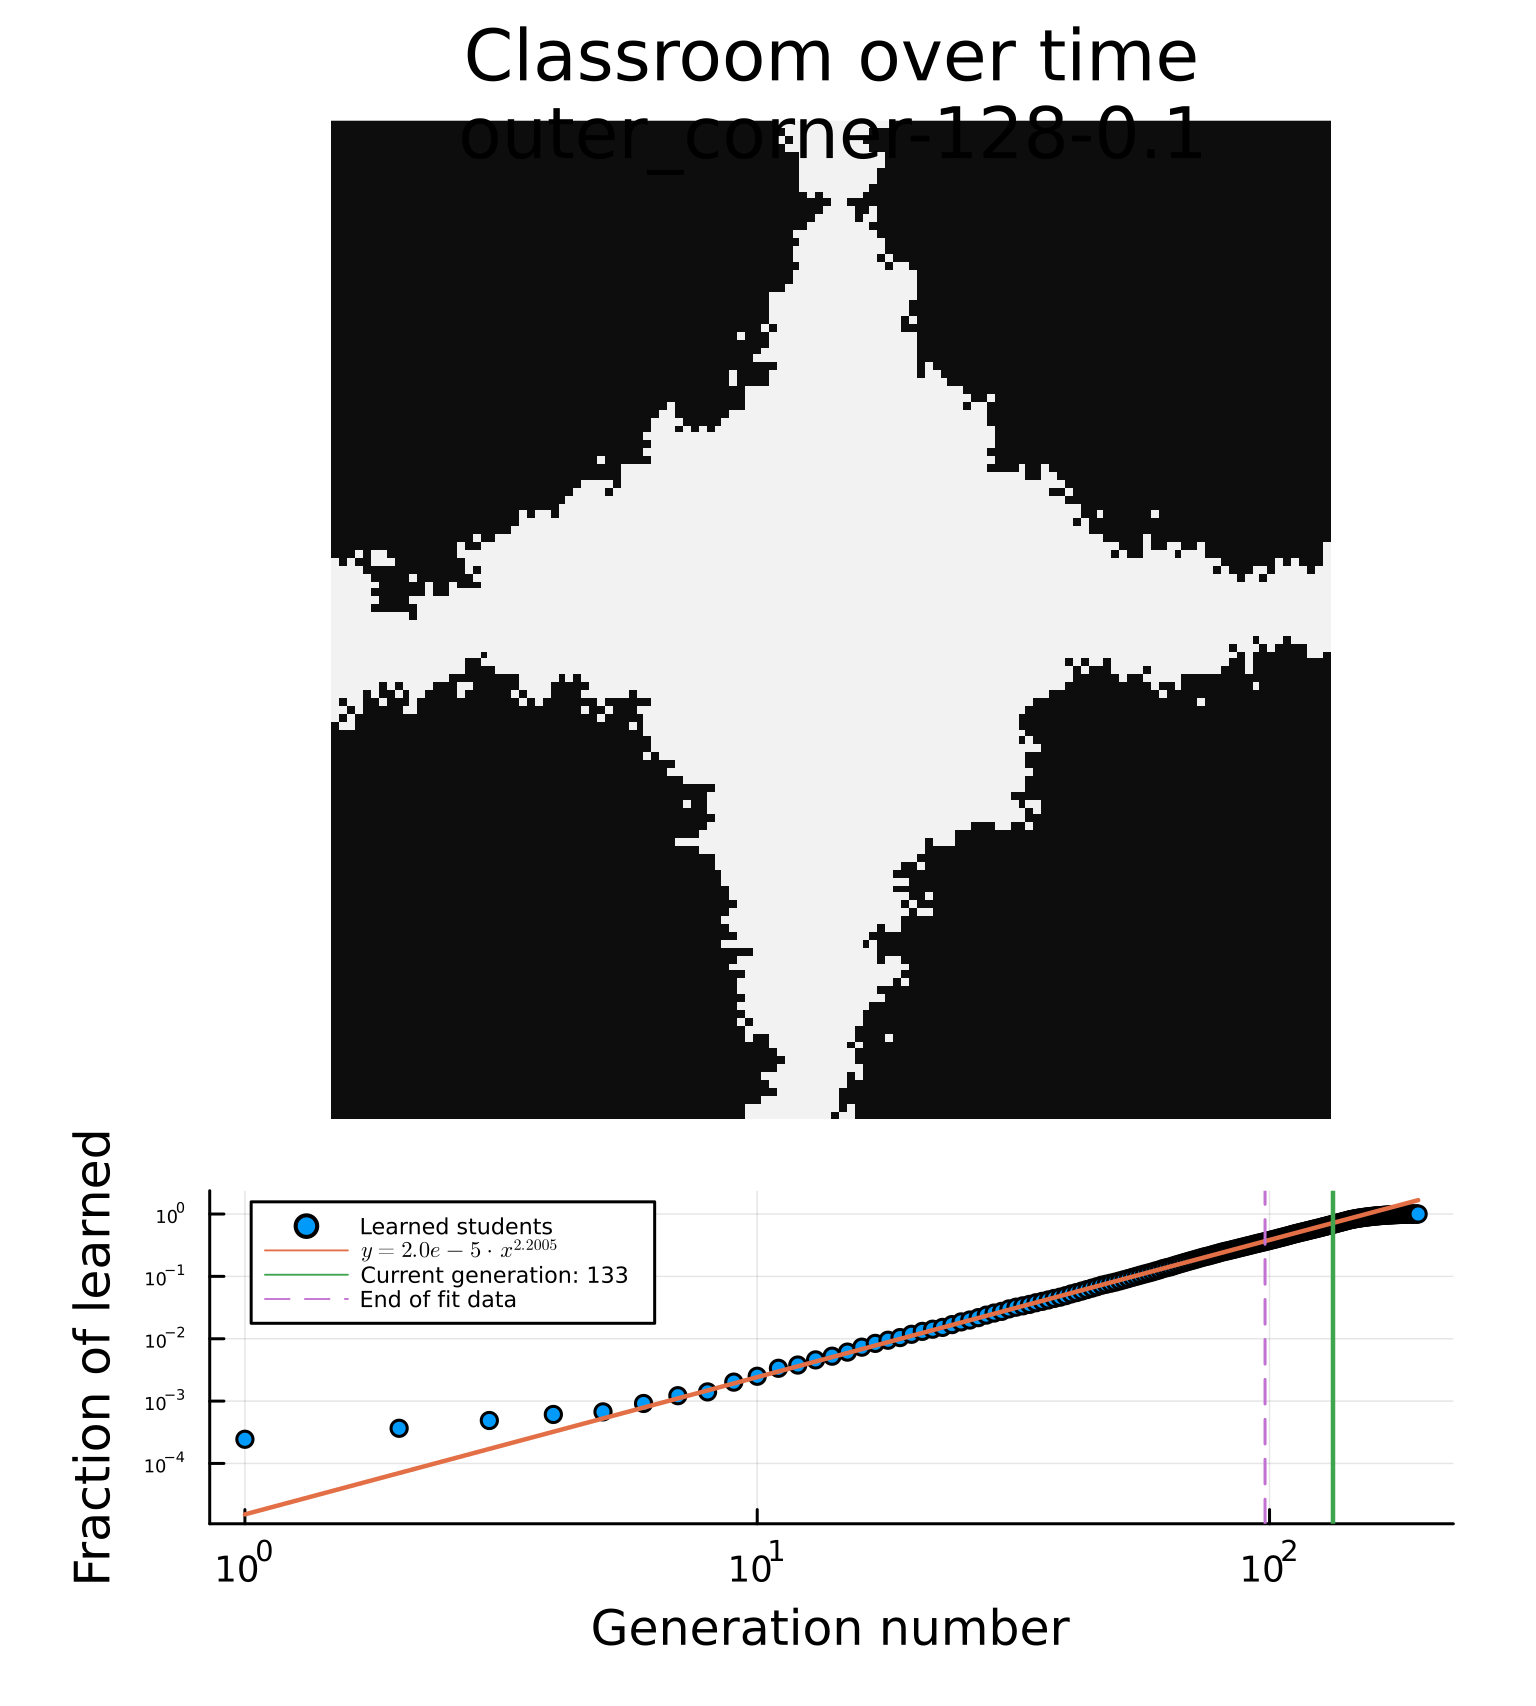 Classroom over time
outer_corner-128-0.1
Fraction of learned
10^0
10^-1
10^-2
10^-3
10^-4
Learned students
y = 2.0e − 5 · x^2.2005
Current generation: 133
End of fit data
10^0 10^1 10^2
Generation number